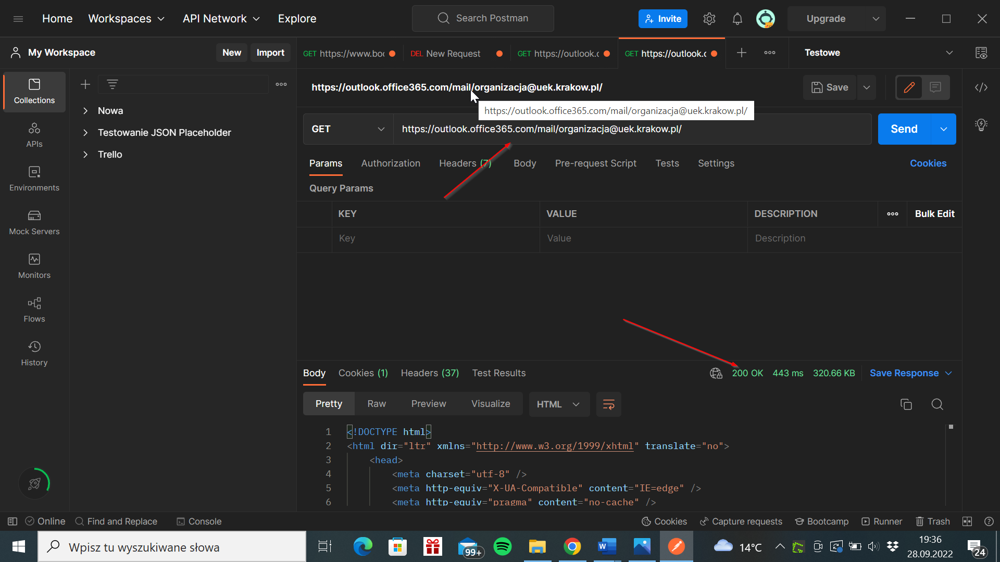 Home Workspaces API Network Explore Search Postman Invite Upgrade
My Workspace New Import
GET https://www.boo DEL New Request GET https://outlook.c GET https://outlook.c Testowe
Collections
APIs
Environments
Mock Servers
Monitors
Flows
History
Nowa
Testowanie JSON Placeholder
Trello
https://outlook.office365.com/mail/organizacja@uek.krakow.pl/ Save
https://outlook.office365.com/mail/organizacja@uek.krakow.pl/
GET https://outlook.office365.com/mail/organizacja@uek.krakow.pl/ Send
Params Authorization Headers (7) Body Pre-request Script Tests Settings Cookies
Query Params
KEY VALUE DESCRIPTION Bulk Edit
Key Value Description
Body Cookies (1) Headers (37) Test Results 200 OK 443 ms 320.66 KB Save Response
Pretty Raw Preview Visualize HTML
1 <!DOCTYPE html>
2 <html dir="ltr" xmlns="http://www.w3.org/1999/xhtml" translate="no">
3 <head>
4 <meta charset="utf-8" />
5 <meta http-equiv="X-UA-Compatible" content="IE=edge" />
6 <meta http-equiv="pragma" content="no-cache" />
Online Find and Replace Console Cookies Capture requests Bootcamp Runner Trash
Wpisz tu wyszukiwane słowa 99+ W 14°C 19:36
28.09.2022 24